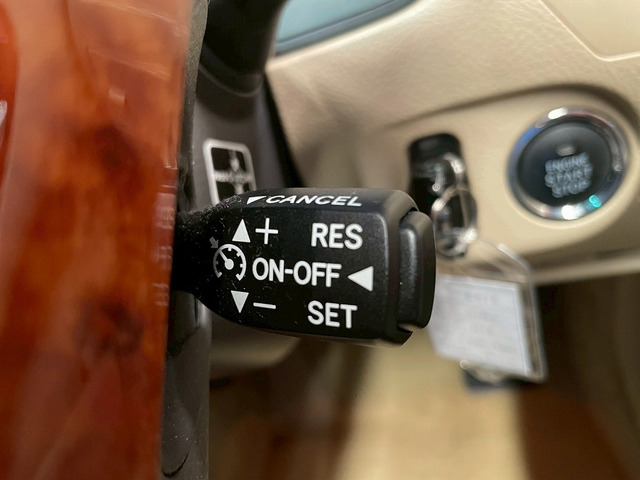 CANCEL
+ RES
ON-OFF
− SET
ENGINE
START
STOP